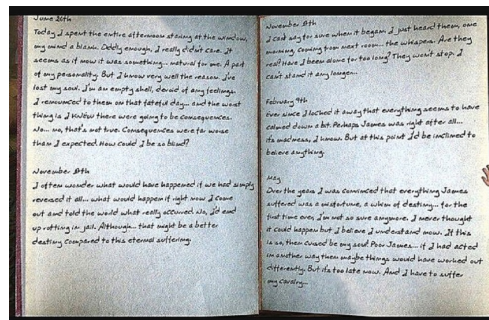 June 26th
Today I spent the entire afternoon staring at the window,
my mind a blank. Oddly enough, I really didn't care. It
seems as if now it was something... natural for me. A part
of my personality. But I know very well the reason. I've
lost my soul. I'm an empty shell, devoid of any feelings.
I renounced to them on that fateful day... and the worst
thing is I KNEW there were going to be consequences.
No... no, that's not true. Consequences were far worse
than I expected. How could I be so blind?
November 18th
I often wonder what would have happened if we had simply
reversed it all... what would happen if right now I come
out and told the world what really occurred. No, I'd end
up rotting in jail. Although... that might be a better
destiny compared to this eternal suffering.
November
I can't say for sure when it began. I just heard them, one
morning, coming from next room... the whispers. Are they
real? Have I been alone for too long? They won't stop. I
can't stand it any longer...
February 9th
Ever since I locked it away that everything seems to have
calmed down a bit. Perhaps James was right after all...
its madness, I know. But at this point I'd be inclined to
believe anything.
May
Over the years I was convinced that everything James
suffered was a misfortune, a whim of destiny... for the
first time ever, I'm not so sure anymore. I never thought
it could happen but I believe I understand now. If this
is so, then cursed be my soul. Poor James... if I had acted
in another way then maybe things would have worked out
differently. But its too late now. And I have to suffer
my